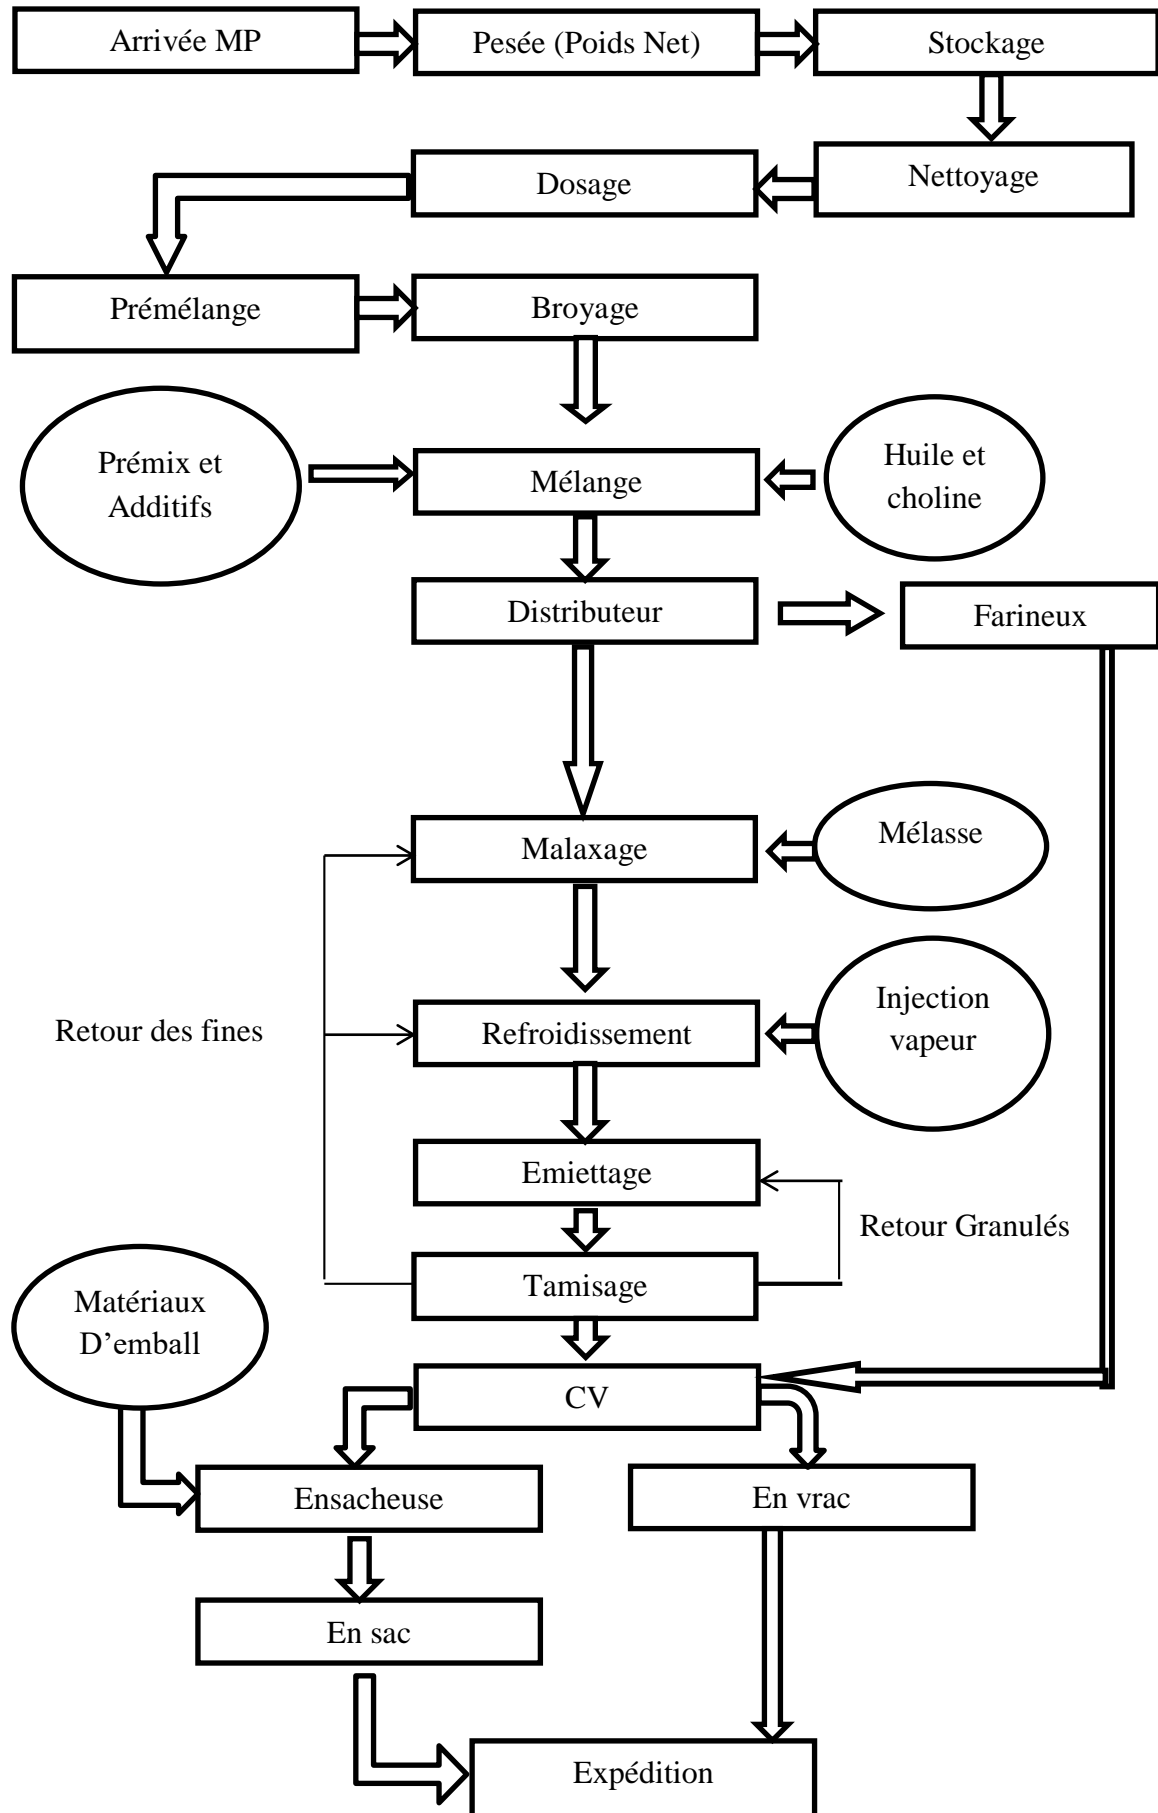 Arrivée MP
Pesée (Poids Net)
Stockage
Nettoyage
Dosage
Prémélange
Broyage
Prémix et
Additifs
Mélange
Huile et
choline
Distributeur
Farineux
Malaxage
Mélasse
Retour des fines
Refroidissement
Injection
vapeur
Emiettage
Retour Granulés
Tamisage
Matériaux
D’emball
CV
Ensacheuse
En vrac
En sac
Expédition